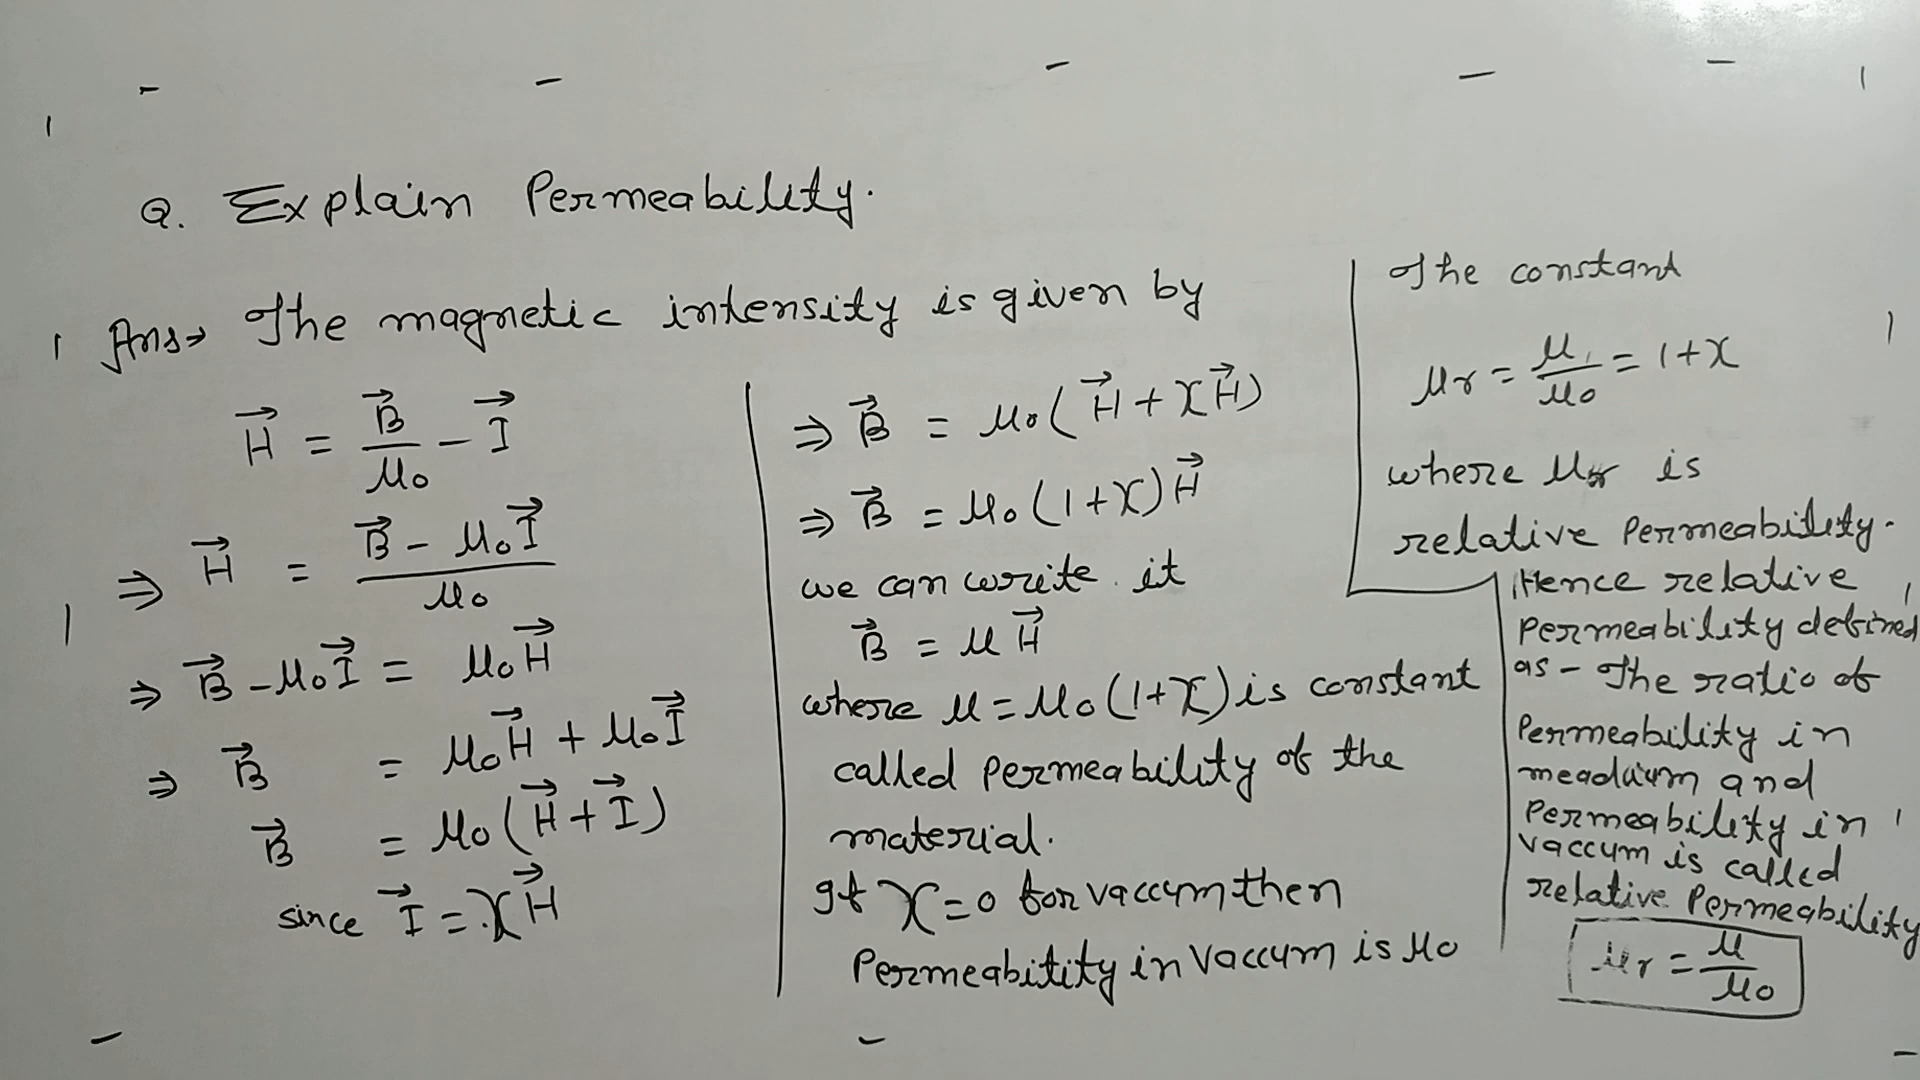 Q. Explain Permeability.
Ans→ The magnetic intensity is given by
H⃗ = B⃗/μ₀ − I⃗
⇒ H⃗ = (B⃗ − μ₀I⃗)/μ₀
⇒ B⃗ − μ₀I⃗ = μ₀H⃗
⇒ B⃗ = μ₀H⃗ + μ₀I⃗
B⃗ = μ₀(H⃗ + I⃗)
since I⃗ = χH⃗
⇒ B⃗ = μ₀(H⃗ + χH⃗)
⇒ B⃗ = μ₀(1+χ)H⃗
we can write it
B⃗ = μH⃗
where μ = μ₀(1+χ) is constant
called permeability of the
material.
If χ = 0 for vaccum then
Permeabitity in Vaccum is μ₀
The constant
μr = μ/μ₀ = 1+χ
where μr is
relative Permeability.
Hence relative
permeability defined
as – The ratio of
Permeability in
meadium and
Permeability in
vaccum is called
relative Permeability
μr = μ/μ₀